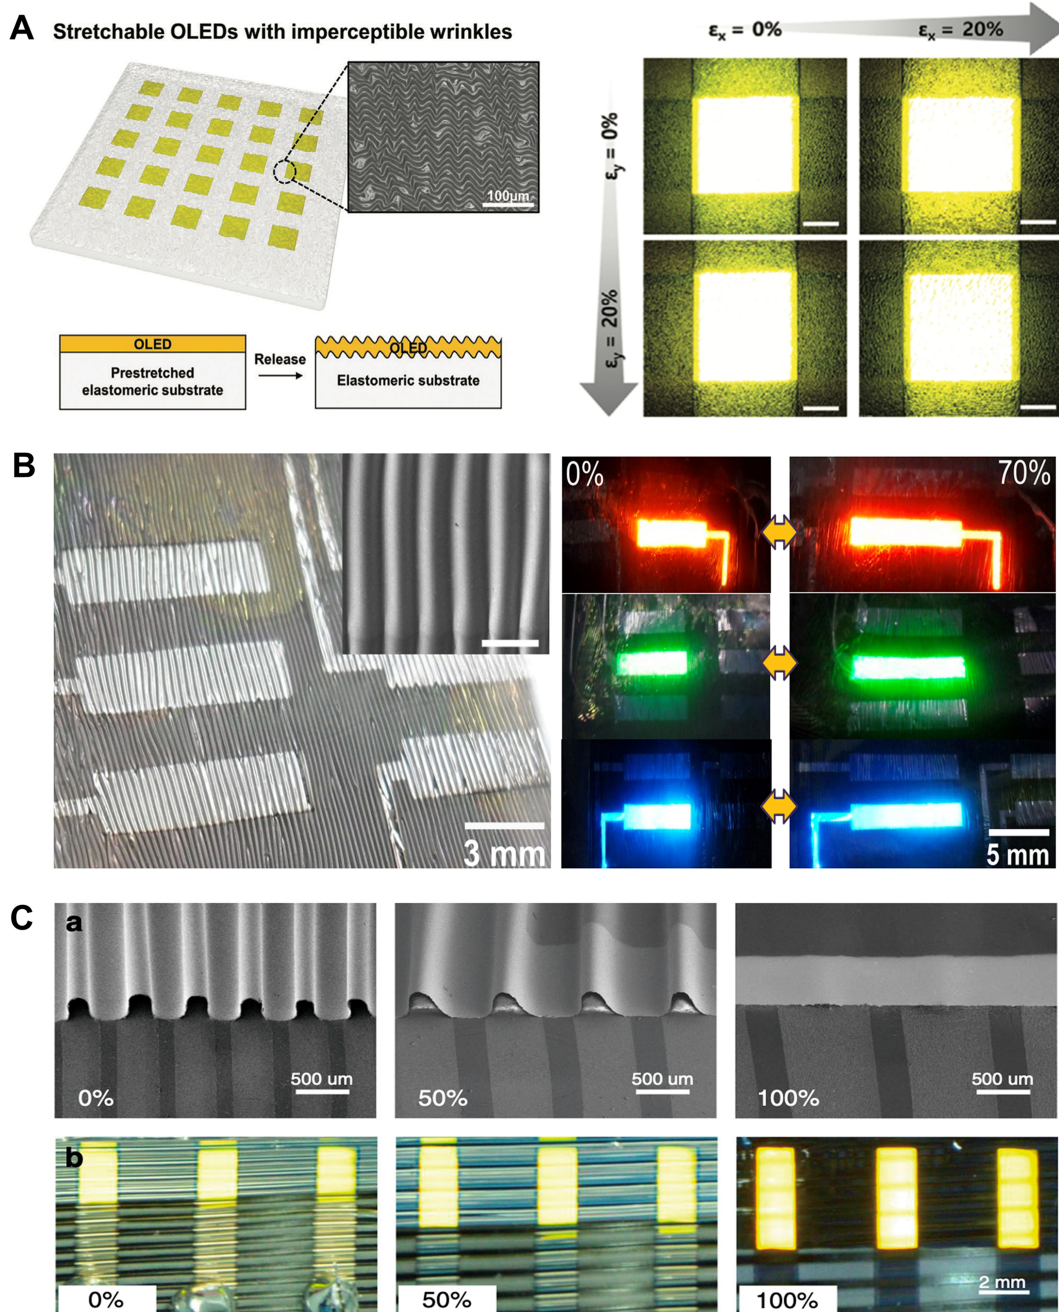 A Stretchable OLEDs with imperceptible wrinkles
100μm
OLED
Prestretched
elastomeric substrate
Release
OLED
Elastomeric substrate
εx = 0%
εx = 20%
εy = 0%
εy = 20%
B
3 mm
0%
70%
5 mm
C
a
0%
500 um
50%
500 um
100%
500 um
b
0%
50%
100%
2 mm